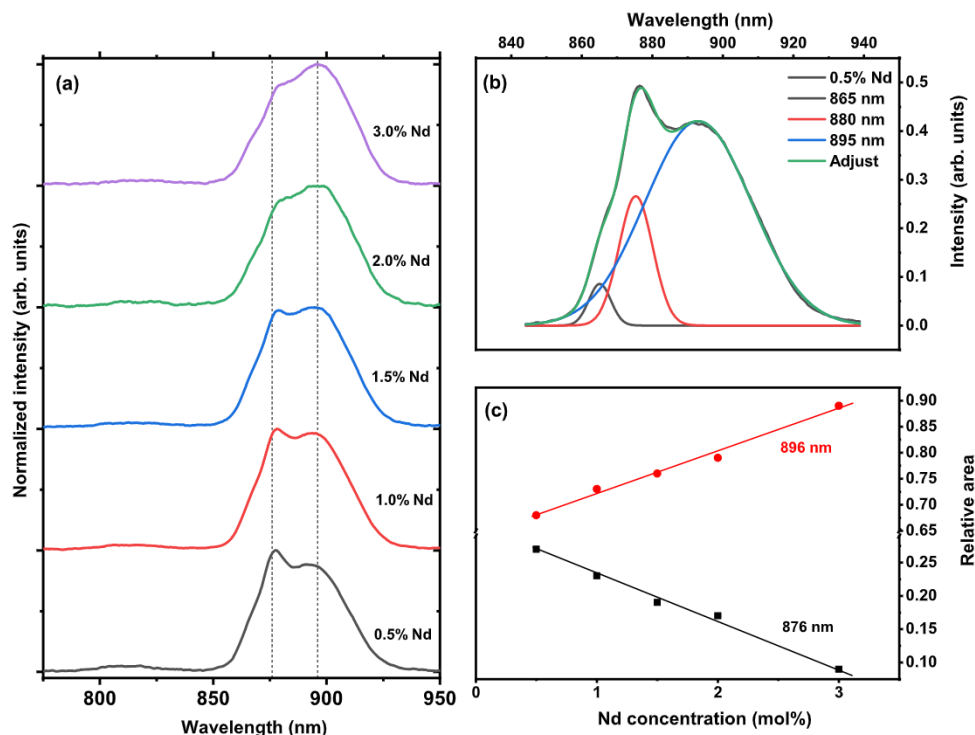 (a)
3.0% Nd
2.0% Nd
1.5% Nd
1.0% Nd
0.5% Nd
Normalized intensity (arb. units)
800 850 900 950
Wavelength (nm)
Wavelength (nm)
840 860 880 900 920 940
(b)
0.5% Nd
865 nm
880 nm
895 nm
Adjust
0.5
0.4
0.3
0.2
0.1
0.0
Intensity (arb. units)
(c)
896 nm
876 nm
0.90
0.85
0.80
0.75
0.70
0.65
0.25
0.20
0.15
0.10
Relative area
0 1 2 3
Nd concentration (mol%)